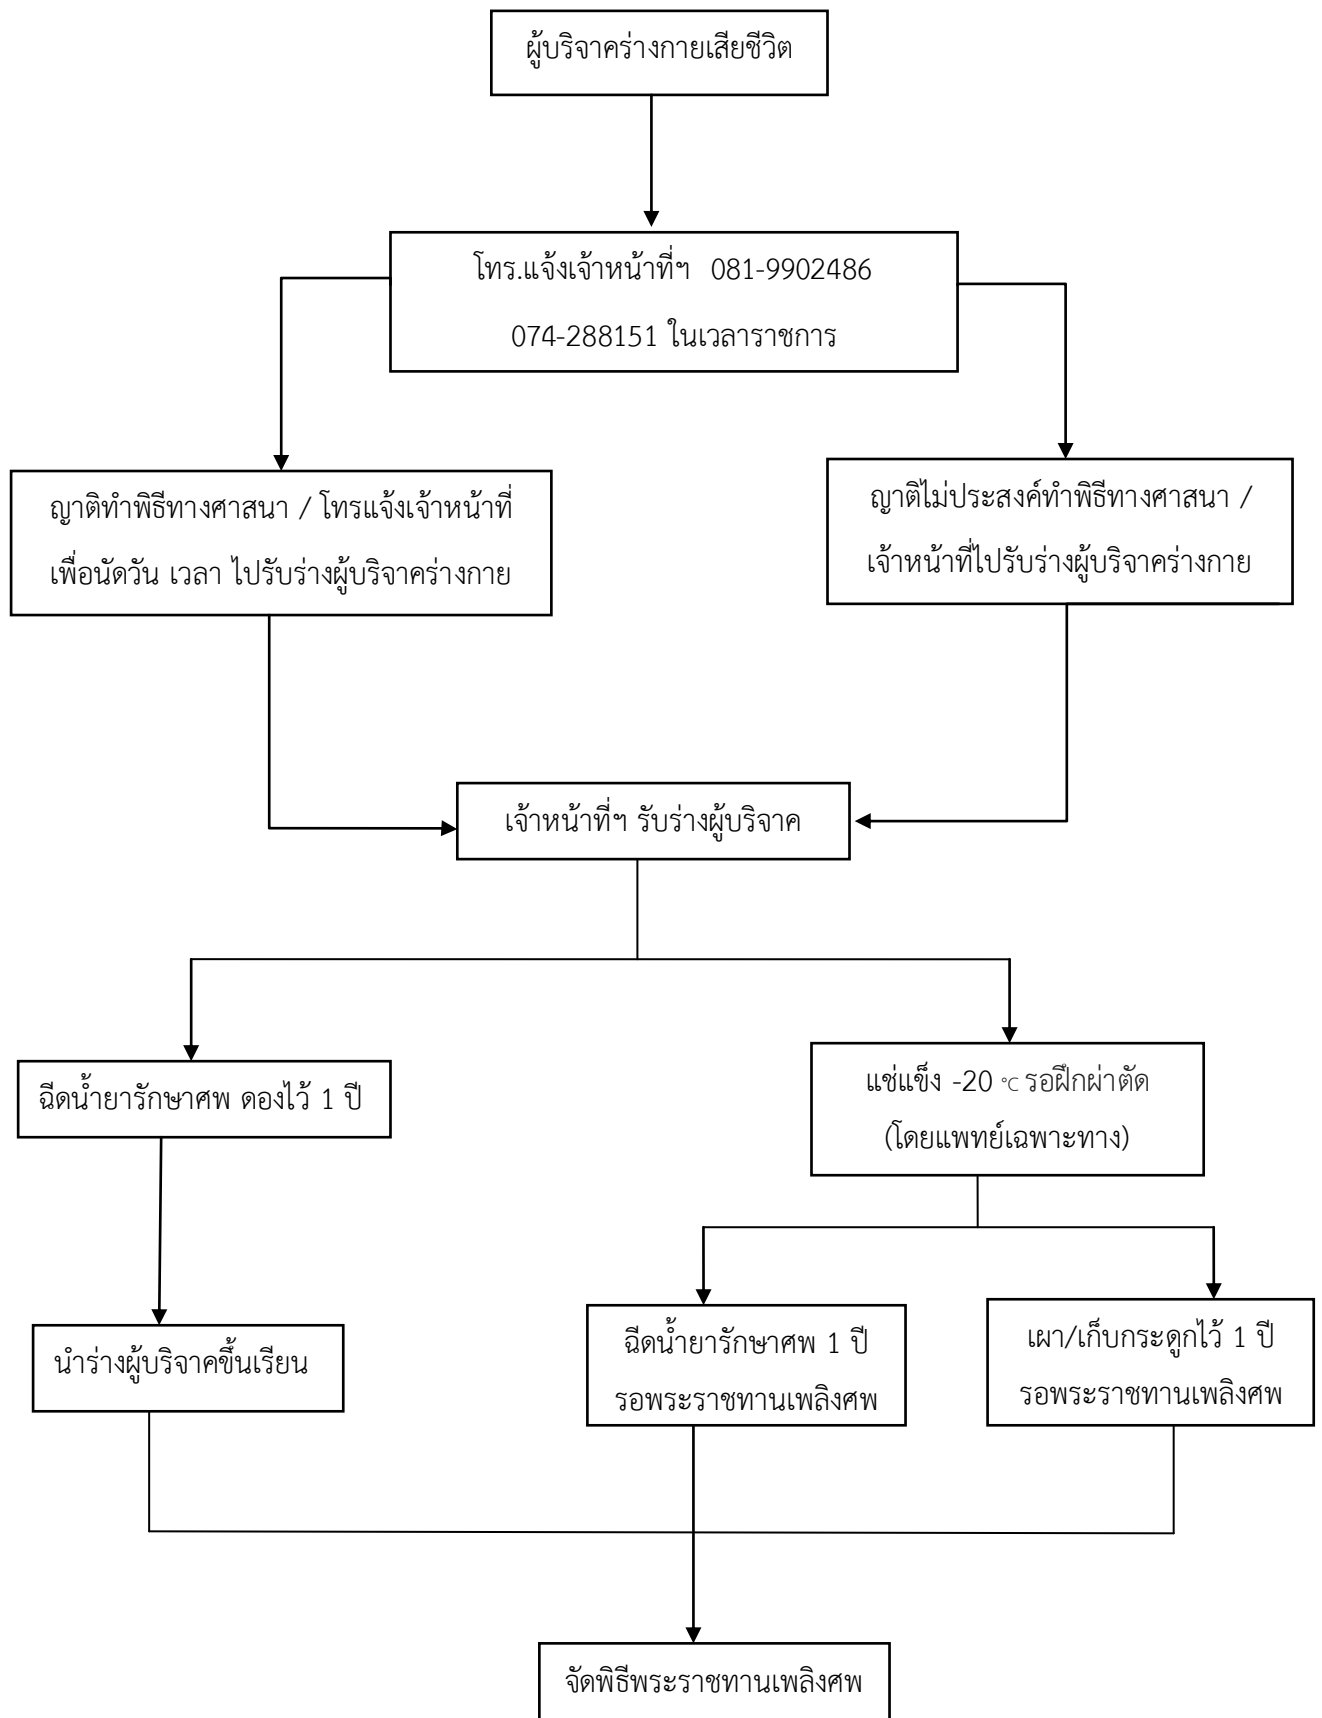 ผู้บริจาคร่างกายเสียชีวิต
โทร.แจ้งเจ้าหน้าที่ฯ 081-9902486
074-288151 ในเวลาราชการ
ญาติทำพิธีทางศาสนา / โทรแจ้งเจ้าหน้าที่
เพื่อนัดวัน เวลา ไปรับร่างผู้บริจาคร่างกาย
ญาติไม่ประสงค์ทำพิธีทางศาสนา /
เจ้าหน้าที่ไปรับร่างผู้บริจาคร่างกาย
เจ้าหน้าที่ฯ รับร่างผู้บริจาค
ฉีดน้ำยารักษาศพ ดองไว้ 1 ปี
แช่แข็ง -20 °C รอฝึกผ่าตัด
(โดยแพทย์เฉพาะทาง)
นำร่างผู้บริจาคขึ้นเรียน
ฉีดน้ำยารักษาศพ 1 ปี
รอพระราชทานเพลิงศพ
เผา/เก็บกระดูกไว้ 1 ปี
รอพระราชทานเพลิงศพ
จัดพิธีพระราชทานเพลิงศพ